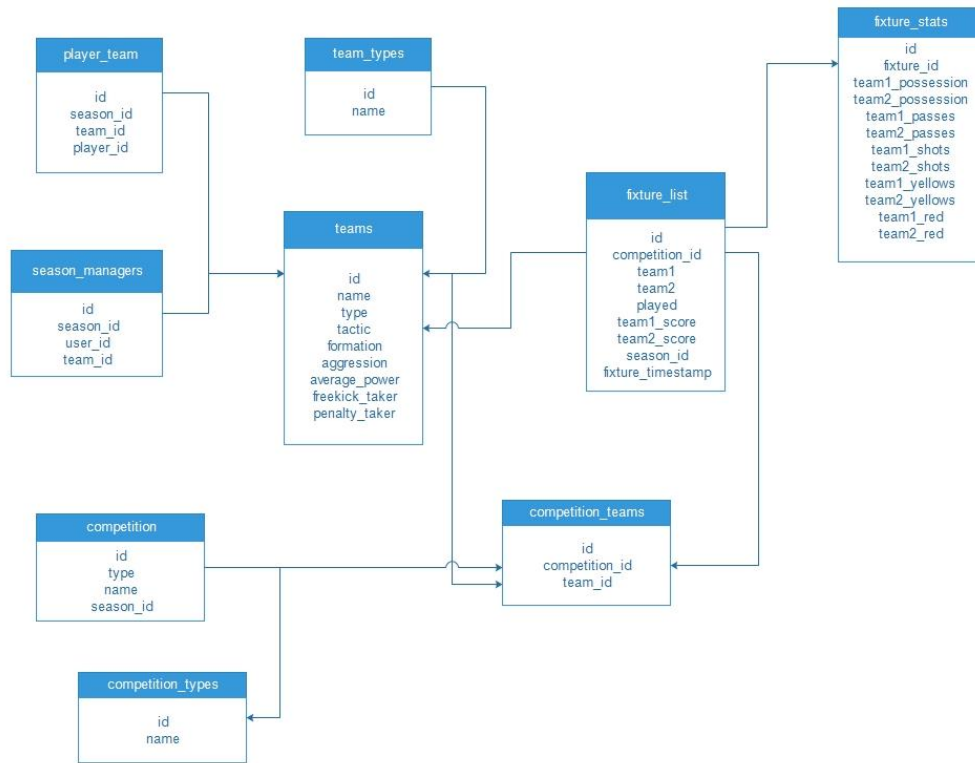 player_team
id
season_id
team_id
player_id
team_types
id
name
fixture_stats
id
fixture_id
team1_possession
team2_possession
team1_passes
team2_passes
team1_shots
team2_shots
team1_yellows
team2_yellows
team1_red
team2_red
season_managers
id
season_id
user_id
team_id
teams
id
name
type
tactic
formation
aggression
average_power
freekick_taker
penalty_taker
fixture_list
id
competition_id
team1
team2
played
team1_score
team2_score
season_id
fixture_timestamp
competition
id
type
name
season_id
competition_teams
id
competition_id
team_id
competition_types
id
name